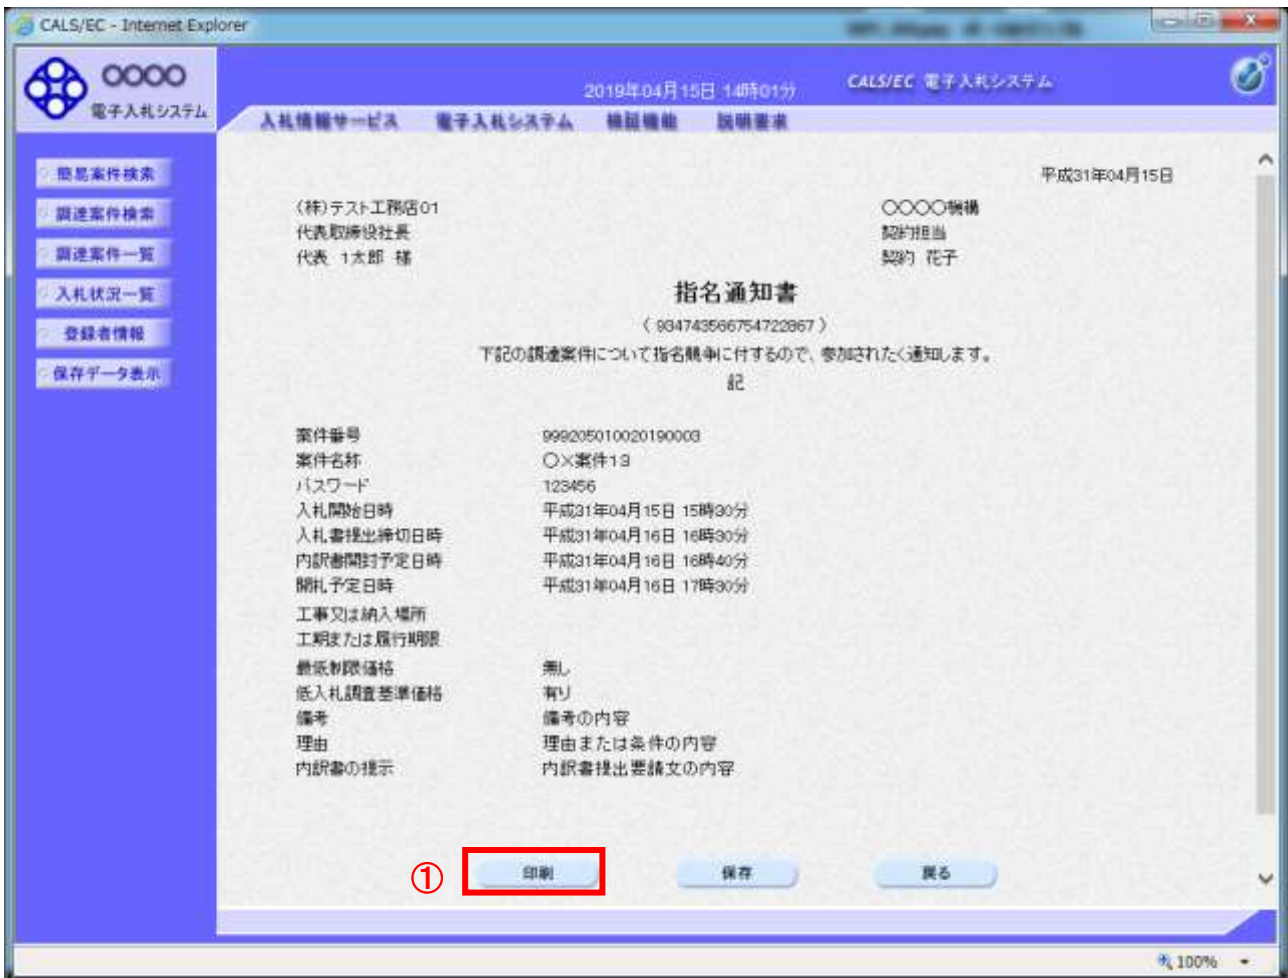 CALS/EC - Internet Explorer
○○○○
電子入札システム
2019年04月15日 14時01分
CALS/EC 電子入札システム
入札情報サービス 電子入札システム 検証機能 説明要求
簡易案件検索
調達案件検索
調達案件一覧
入札状況一覧
登録者情報
保存データ表示
平成31年04月15日
(株)テスト工務店01
代表取締役社長
代表 1太郎 様
○○○○機構
契約担当
契約 花子
指名通知書
( 934743566754722867 )
下記の調達案件について指名競争に付するので、参加されたく通知します。
記
案件番号 999205010020190003
案件名称 ○×案件13
パスワード 123456
入札開始日時 平成31年04月15日 15時30分
入札書提出締切日時 平成31年04月16日 16時30分
内訳書開封予定日時 平成31年04月16日 16時40分
開札予定日時 平成31年04月16日 17時30分
工事又は納入場所
工期または履行期限
最低制限価格 無し
低入札調査基準価格 有り
備考 備考の内容
理由 理由または条件の内容
内訳書の提示 内訳書提出要請文の内容
① 印刷 保存 戻る
100%